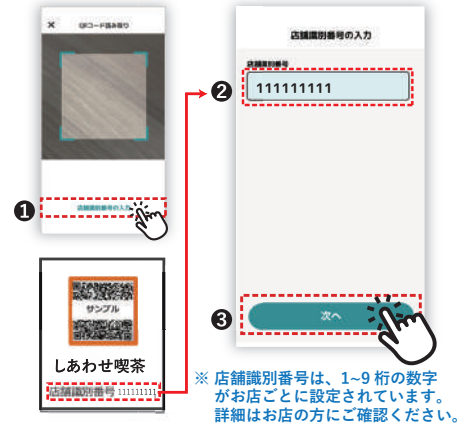 × QRコード読み取り
❶ 店舗識別番号の入力
サンプル
しあわせ喫茶
店舗識別番号 111111111
店舗識別番号の入力
店舗識別番号
❷ 111111111
❸ 次へ
※ 店舗識別番号は、1~9 桁の数字
がお店ごとに設定されています。
詳細はお店の方にご確認ください。